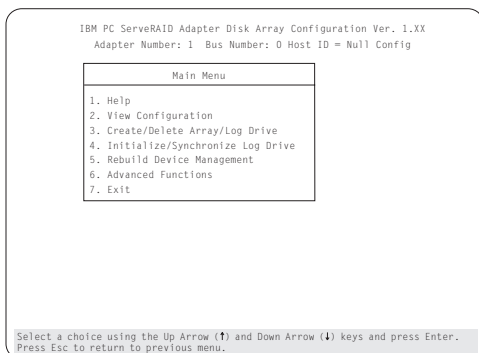 IBM PC ServeRAID Adapter Disk Array Configuration Ver. 1.XX
Adapter Number: 1 Bus Number: 0 Host ID = Null Config
Main Menu
1. Help
2. View Configuration
3. Create/Delete Array/Log Drive
4. Initialize/Synchronize Log Drive
5. Rebuild Device Management
6. Advanced Functions
7. Exit
Select a choice using the Up Arrow (↑) and Down Arrow (↓) keys and press Enter.
Press Esc to return to previous menu.